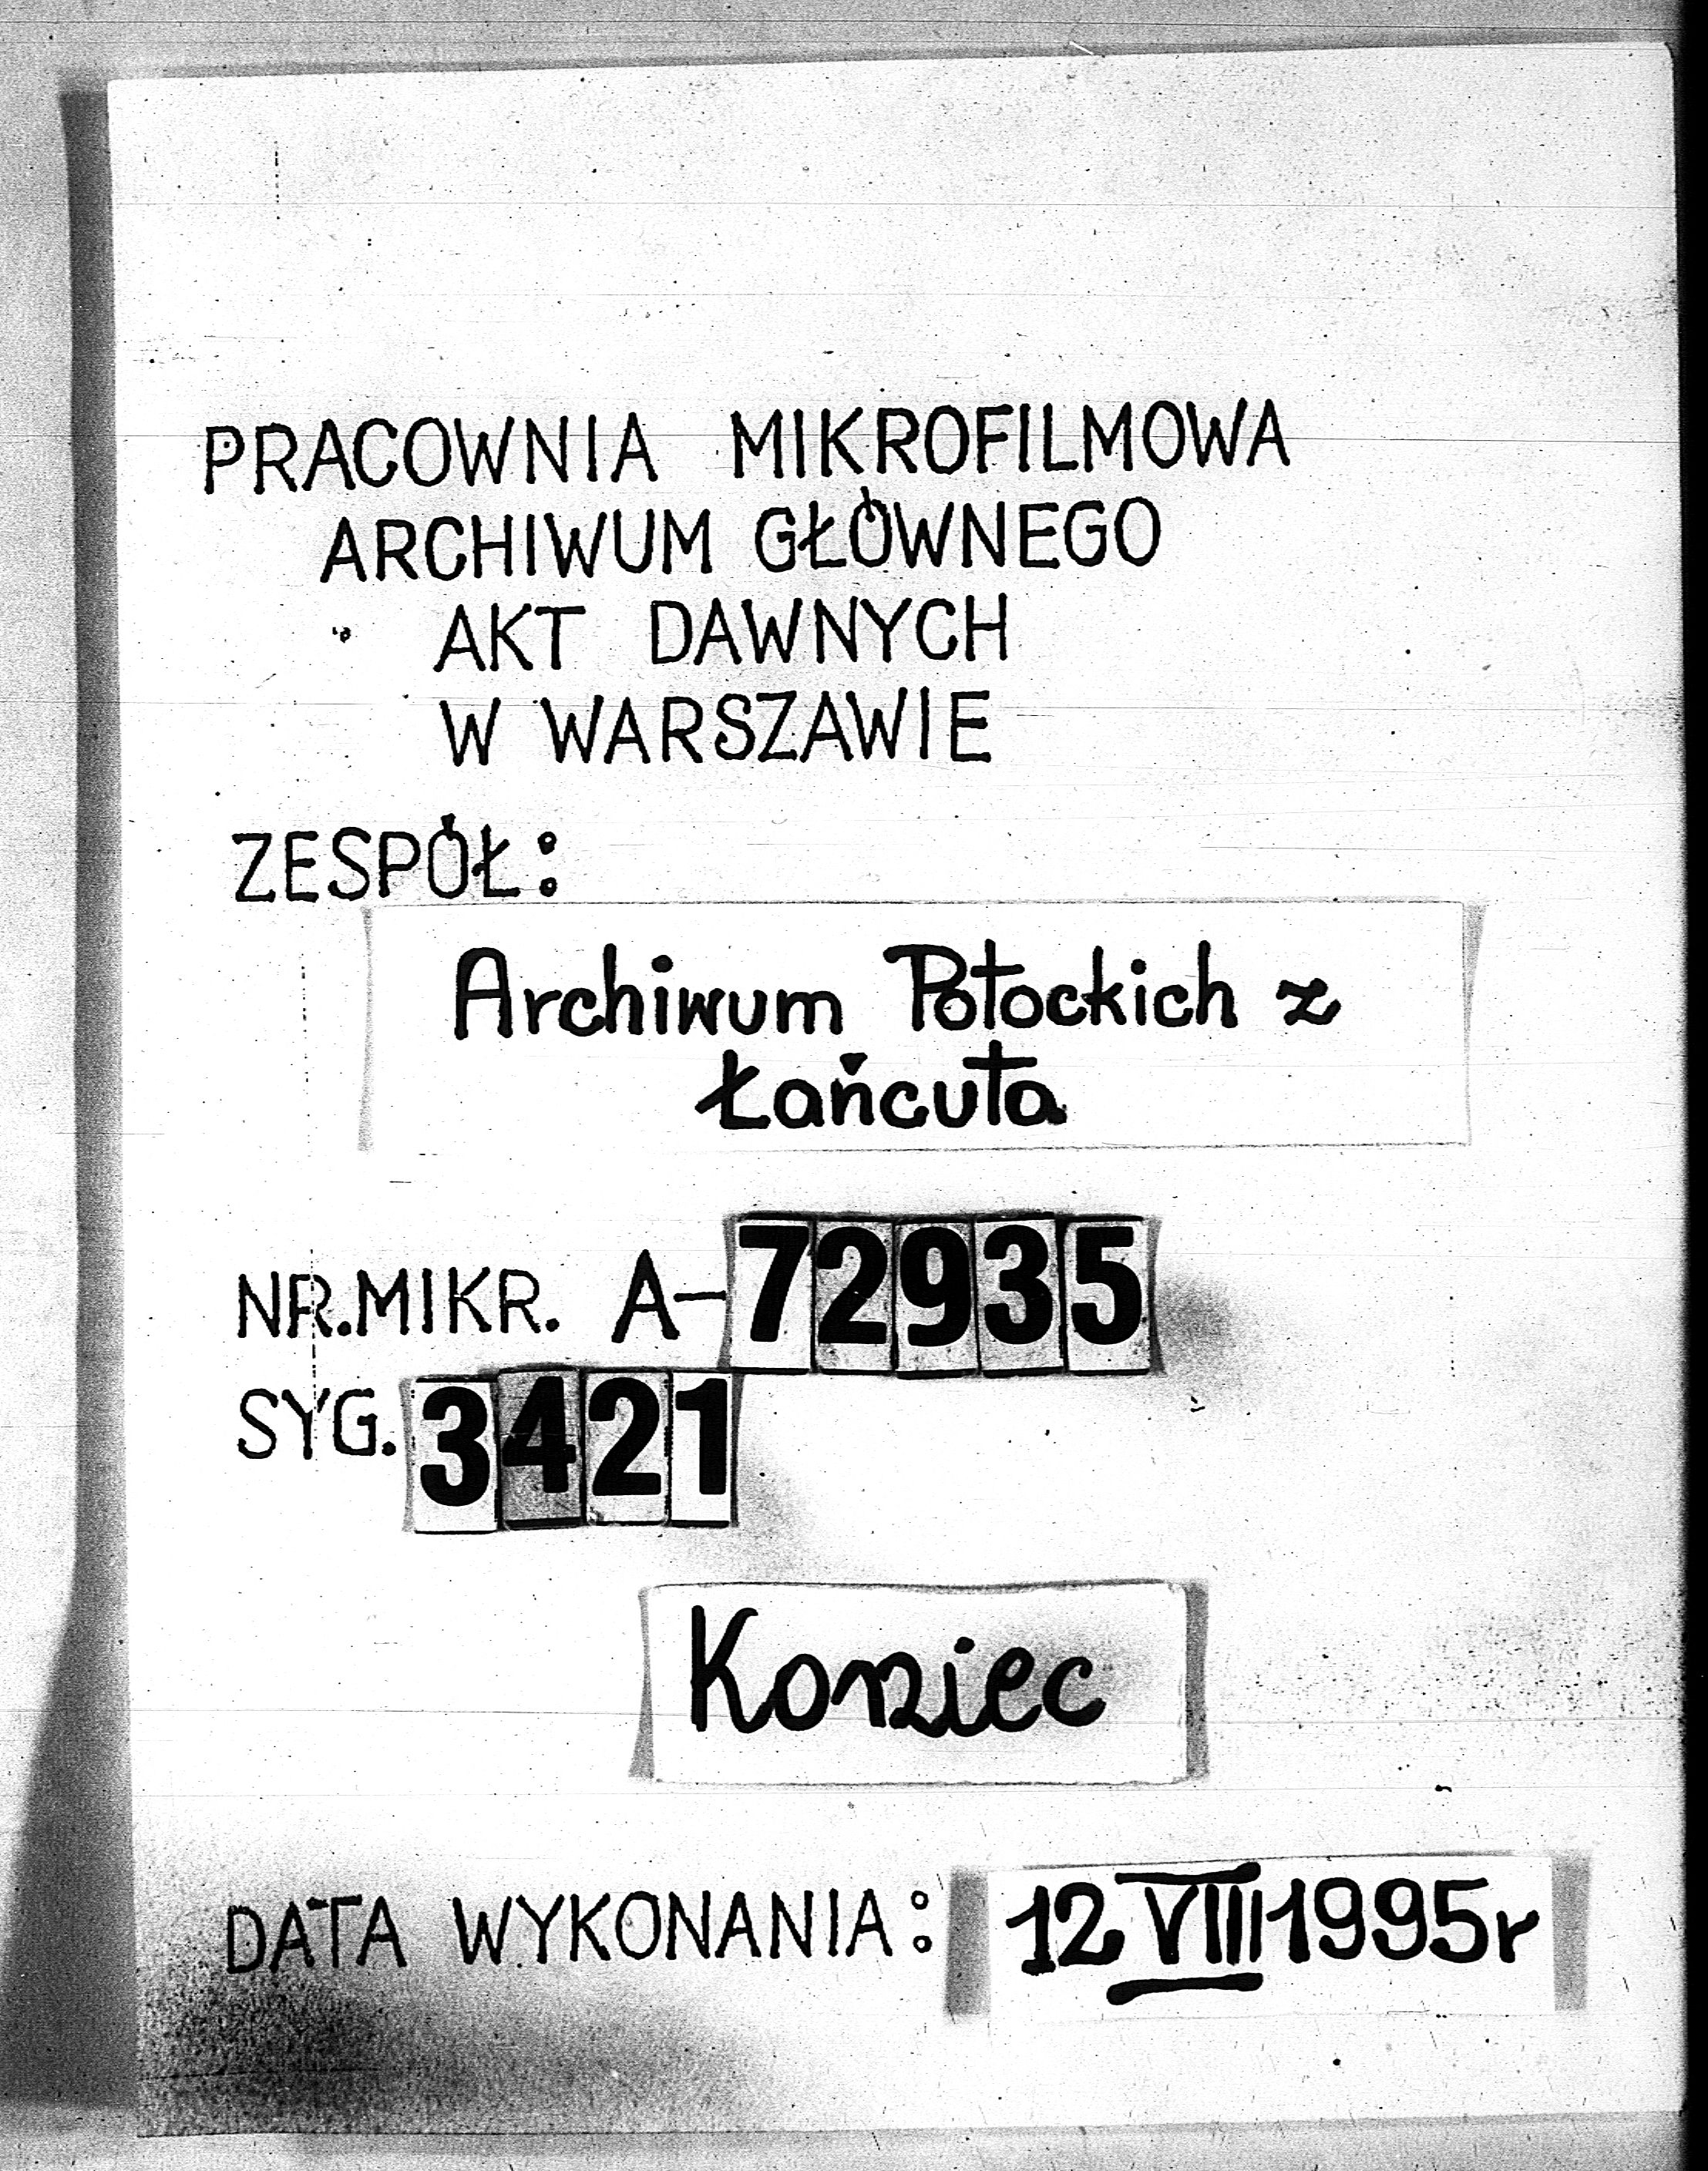 PRACOWNIA MIKROFILMOWA
ARCHIWUM GŁÓWNEGO
AKT DAWNYCH
W WARSZAWIE
ZESPÓŁ:
Archiwum Potockich z
Łańcuta
NR.MIKR. A-72935
SYG. 3421
Koniec
DATA WYKONANIA: 12 VIII 1995r